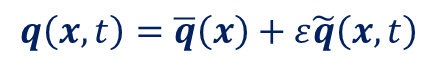 q(x, t) = q̅(x) + εq̃(x, t)